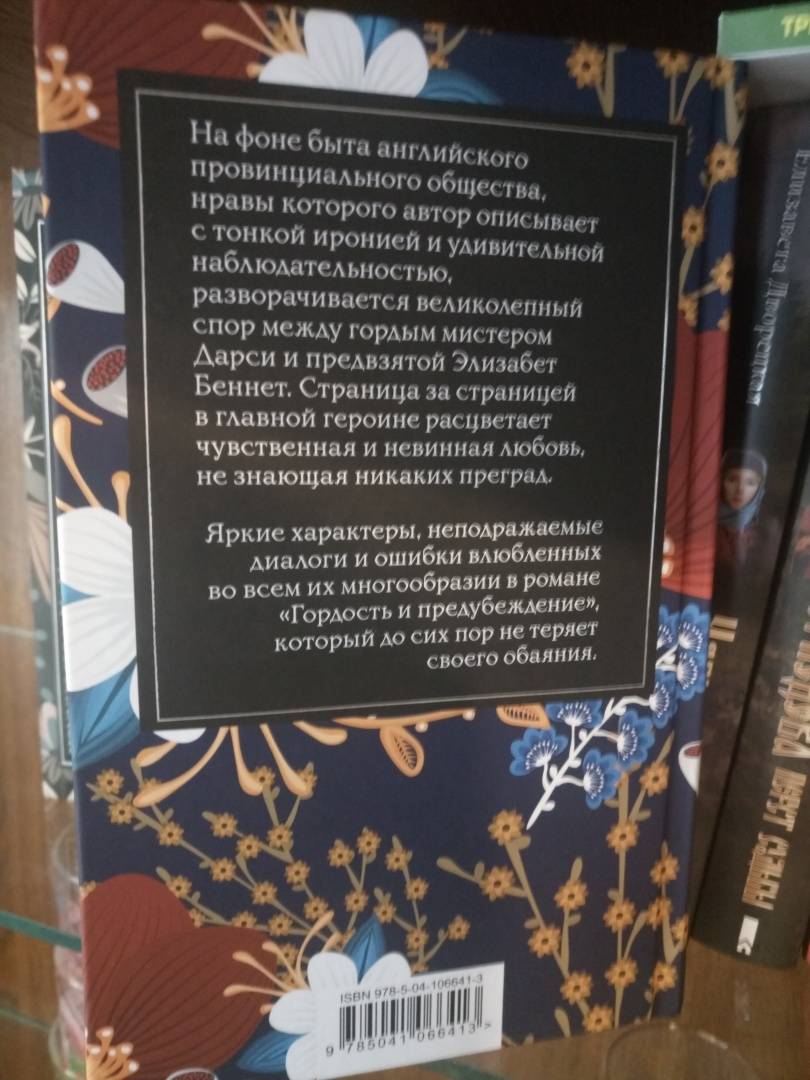 На фоне быта английского
провинциального общества,
нравы которого автор описывает
с тонкой иронией и удивительной
наблюдательностью,
разворачивается великолепный
спор между гордым мистером
Дарси и предвзятой Элизабет
Беннет. Страница за страницей
в главной героине расцветает
чувственная и невинная любовь,
не знающая никаких преград.
Яркие характеры, неподражаемые
диалоги и ошибки влюбленных
во всем их многообразии в романе
«Гордость и предубеждение»,
который до сих пор не теряет
своего обаяния.
ISBN 978-5-04-106641-3
9 785041 066413 >
ТР
Елизавета Дворецкая